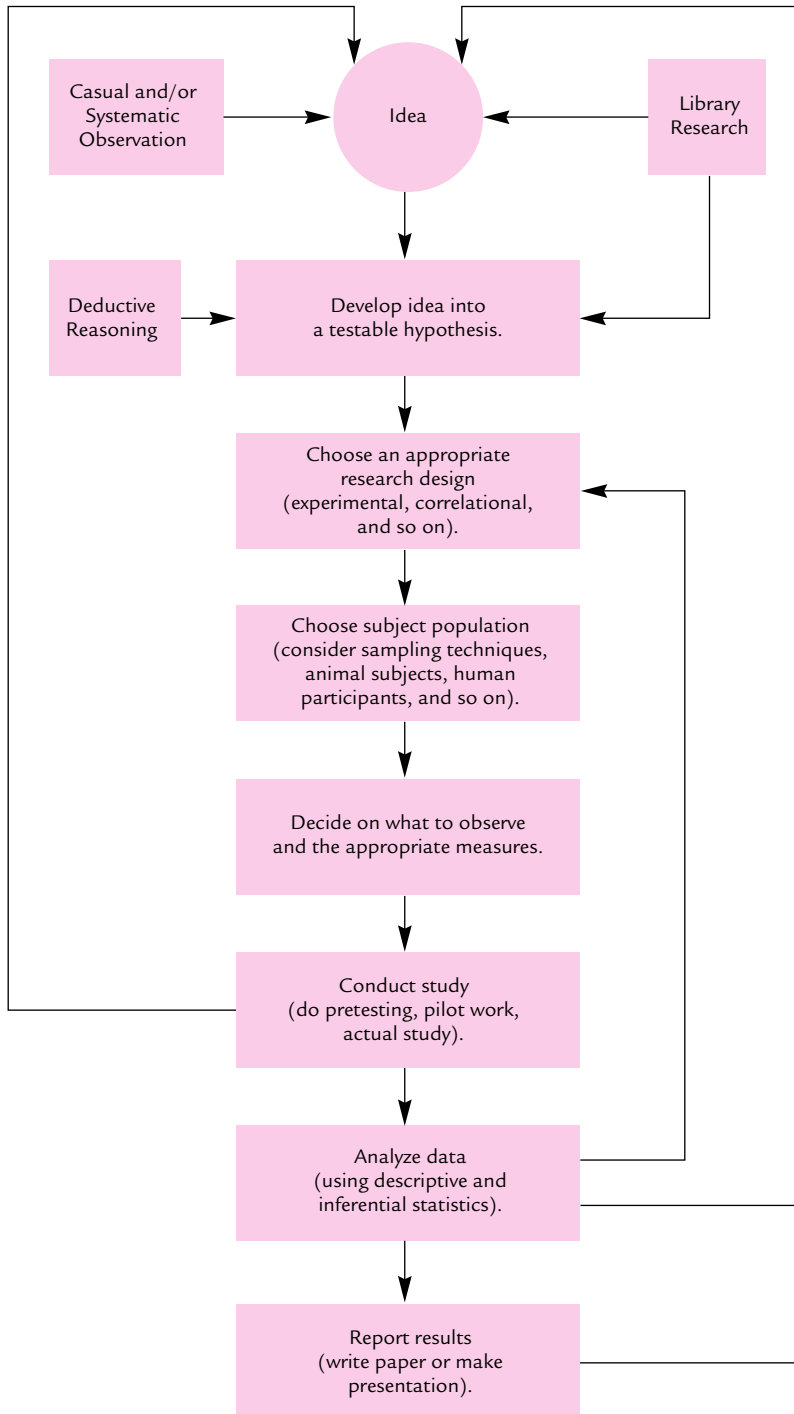 Casual and/or
Systematic
Observation
Idea
Library
Research
Deductive
Reasoning
Develop idea into
a testable hypothesis.
Choose an appropriate
research design
(experimental, correlational,
and so on).
Choose subject population
(consider sampling techniques,
animal subjects, human
participants, and so on).
Decide on what to observe
and the appropriate measures.
Conduct study
(do pretesting, pilot work,
actual study).
Analyze data
(using descriptive and
inferential statistics).
Report results
(write paper or make
presentation).